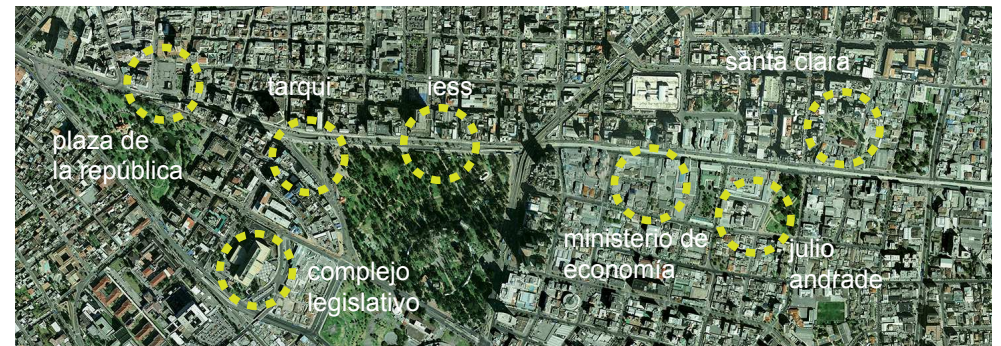 santa clara
tarqui
iess
plaza de
la república
ministerio de
economía
julio
andrade
complejo
legislativo